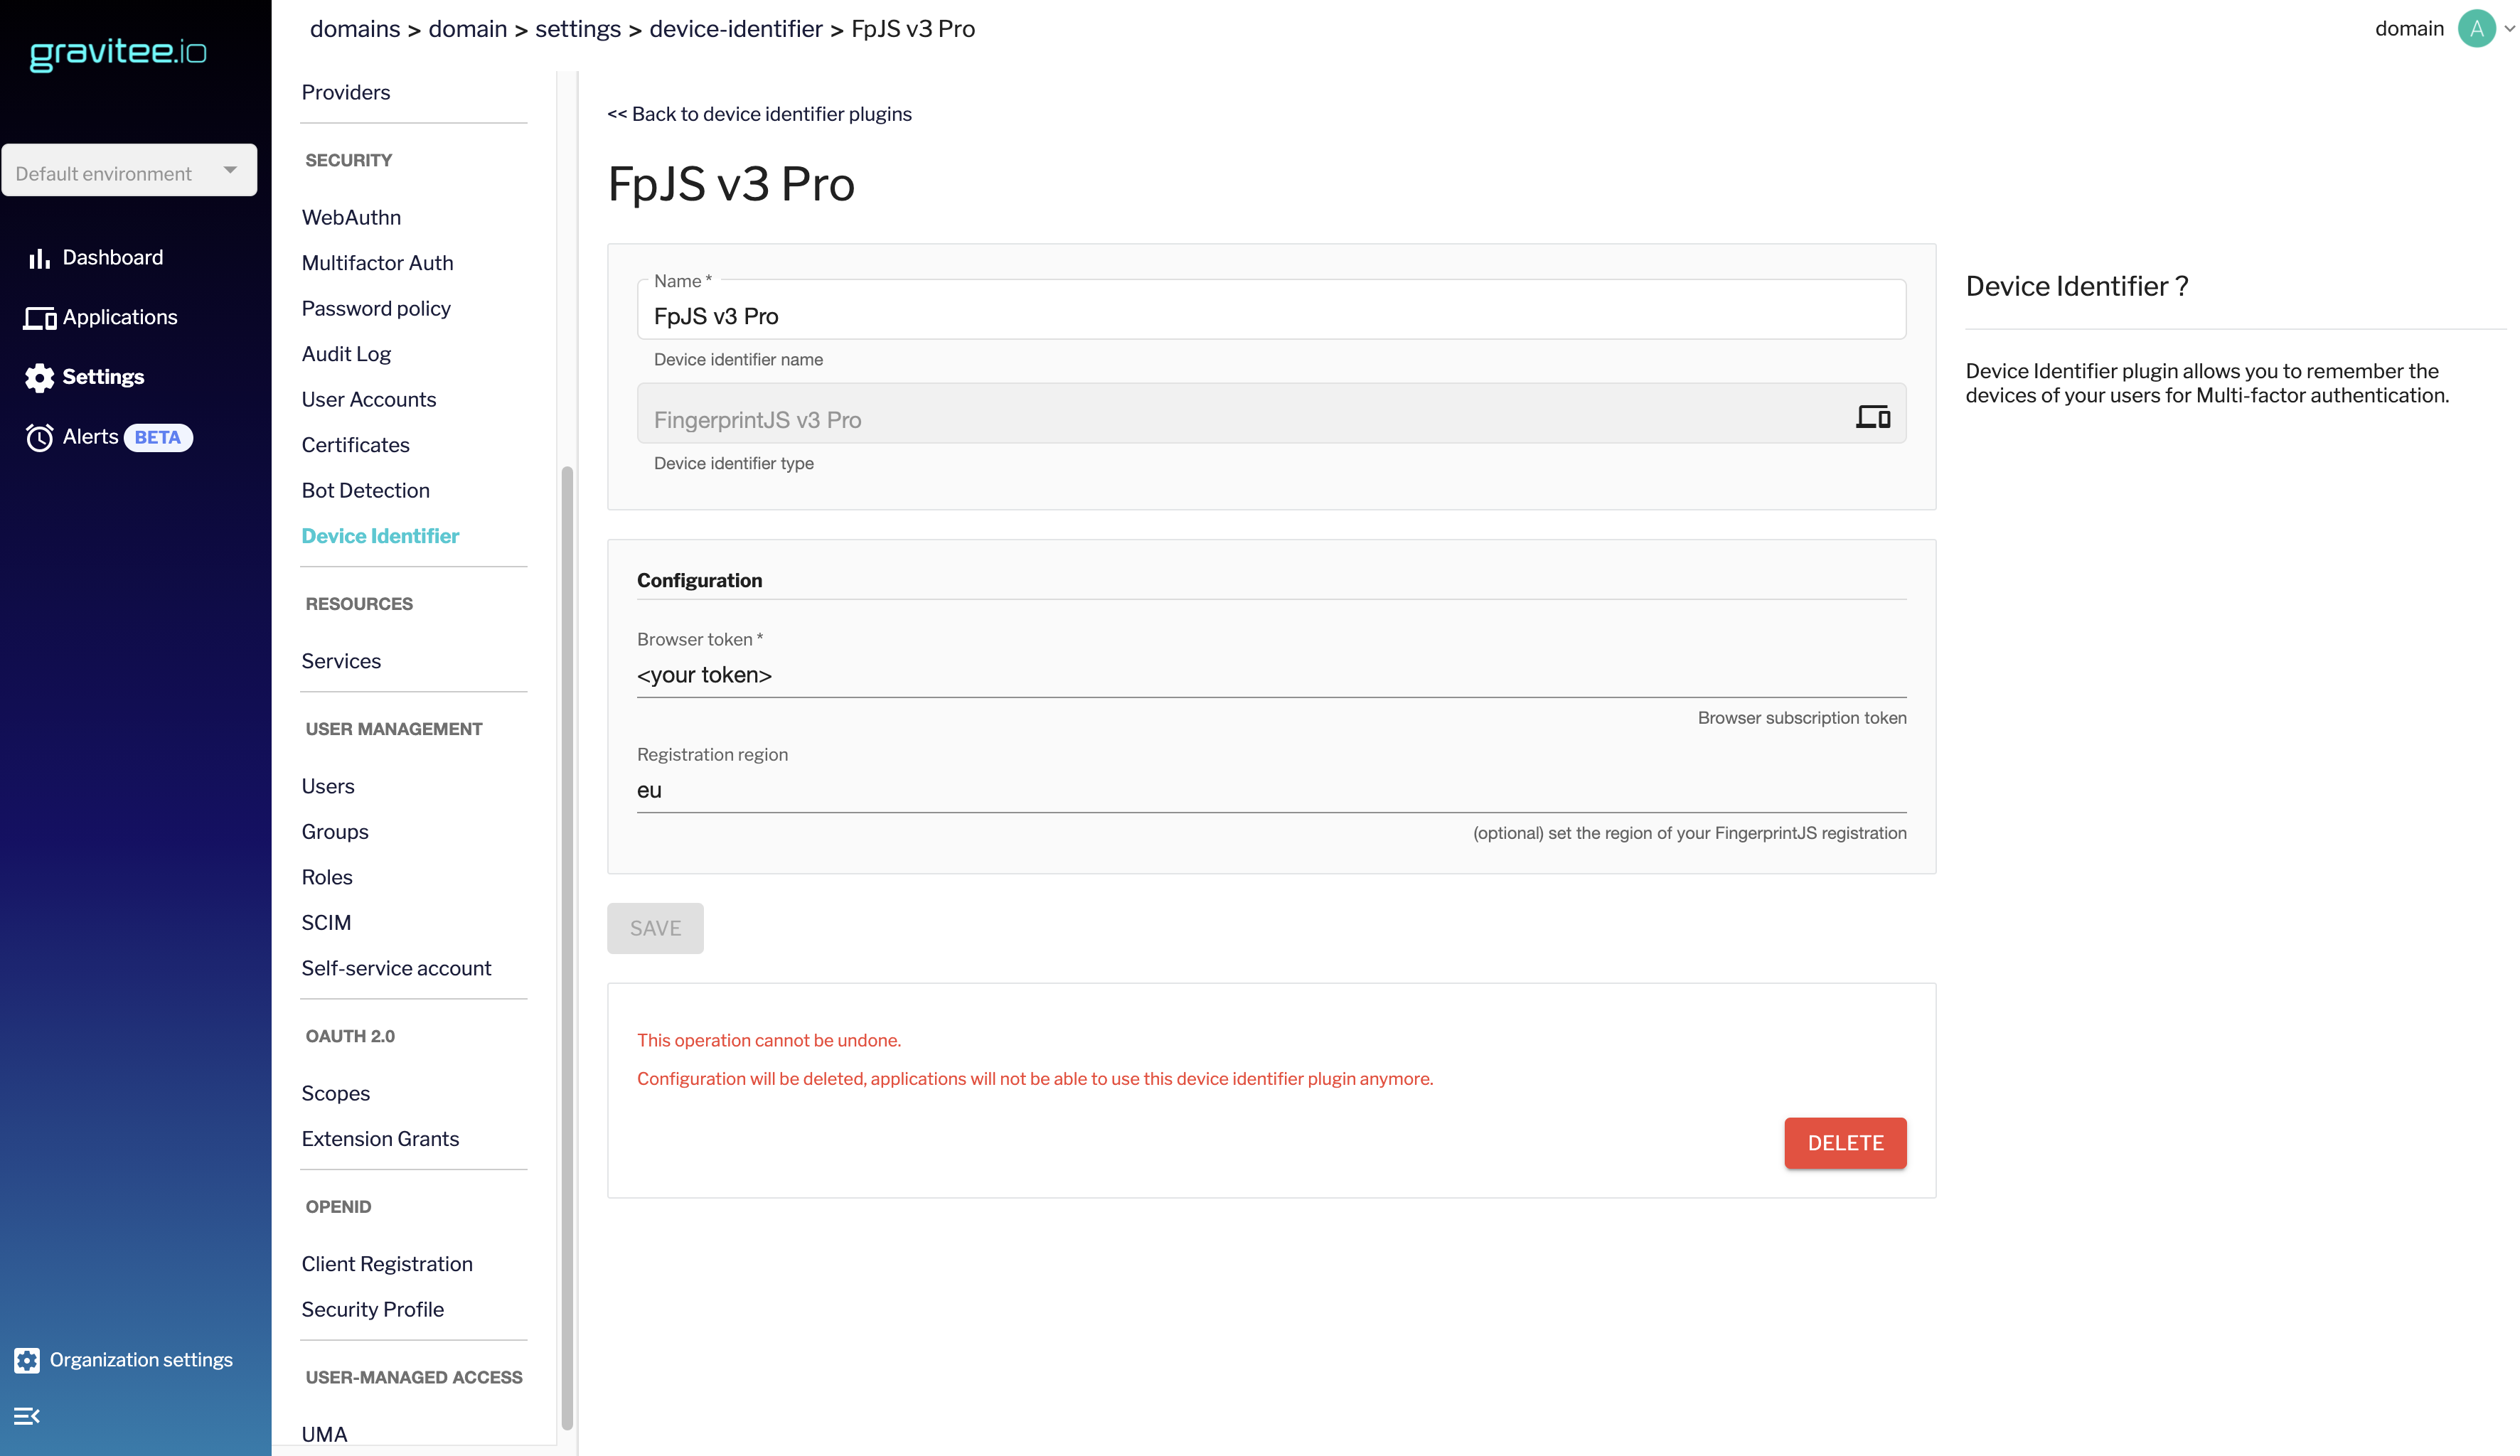 gravitee.io
Default environment
Dashboard
Applications
Settings
Alerts BETA
Organization settings
domains > domain > settings > device-identifier > FpJS v3 Pro
domain A
Providers
SECURITY
WebAuthn
Multifactor Auth
Password policy
Audit Log
User Accounts
Certificates
Bot Detection
Device Identifier
RESOURCES
Services
USER MANAGEMENT
Users
Groups
Roles
SCIM
Self-service account
OAUTH 2.0
Scopes
Extension Grants
OPENID
Client Registration
Security Profile
USER-MANAGED ACCESS
UMA
<< Back to device identifier plugins
FpJS v3 Pro
Name *
FpJS v3 Pro
Device identifier name
FingerprintJS v3 Pro
Device identifier type
Configuration
Browser token *
<your token>
Browser subscription token
Registration region
eu
(optional) set the region of your FingerprintJS registration
SAVE
This operation cannot be undone.
Configuration will be deleted, applications will not be able to use this device identifier plugin anymore.
DELETE
Device Identifier ?
Device Identifier plugin allows you to remember the
devices of your users for Multi-factor authentication.